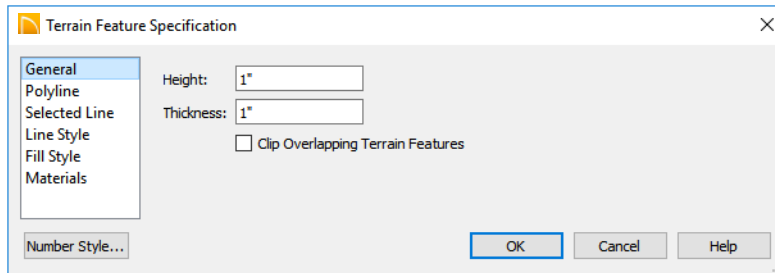 Terrain Feature Specification
General
Polyline
Selected Line
Line Style
Fill Style
Materials
Height: 1"
Thickness: 1"
Clip Overlapping Terrain Features
Number Style... OK Cancel Help